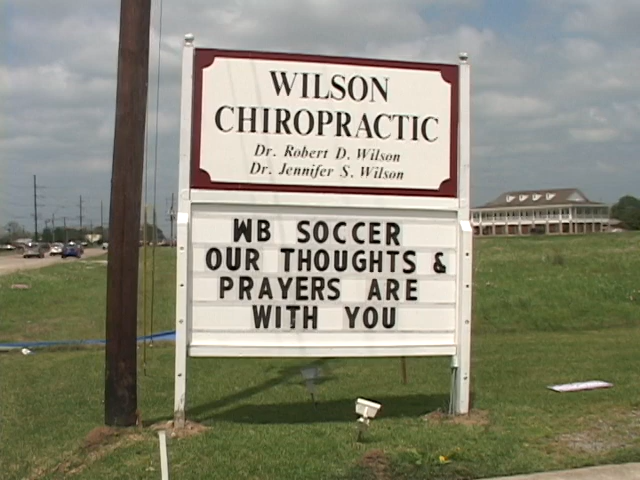 WILSON
CHIROPRACTIC
Dr. Robert D. Wilson
Dr. Jennifer S. Wilson
WB SOCCER
OUR THOUGHTS &
PRAYERS ARE
WITH YOU